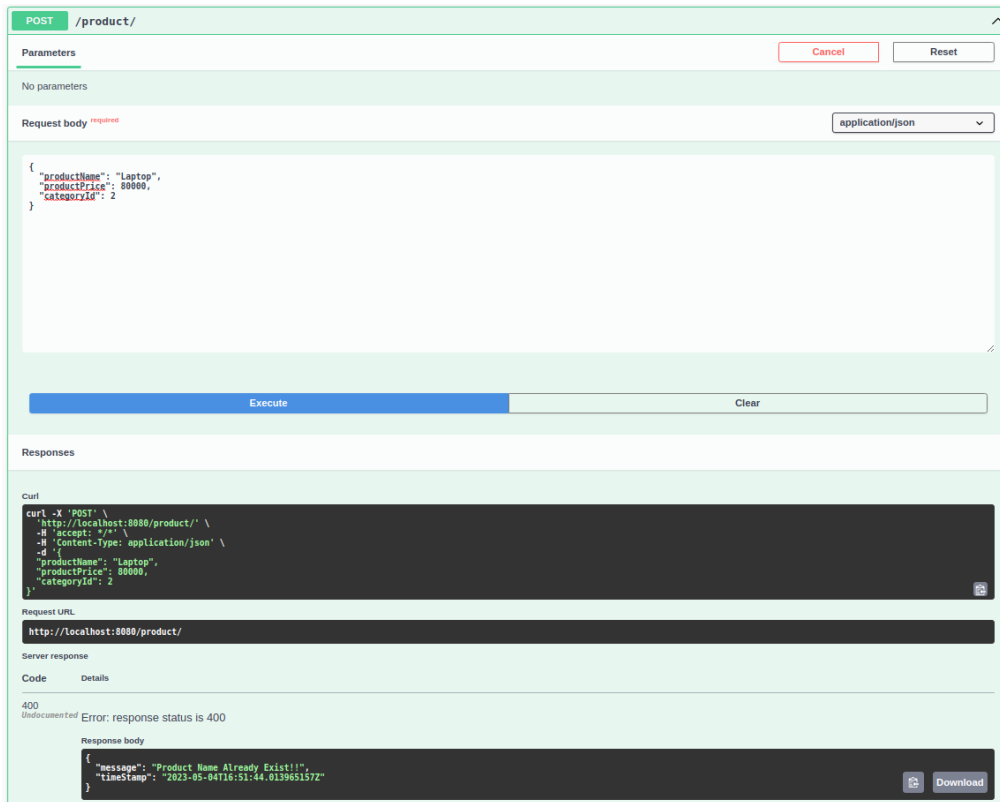 POST /product/
Parameters
Cancel
Reset
No parameters
Request body required
application/json
{
  "productName": "Laptop",
  "productPrice": 80000,
  "categoryId": 2
}
Execute
Clear
Responses
Curl
curl -X 'POST' \
  'http://localhost:8080/product/' \
  -H 'accept: */*' \
  -H 'Content-Type: application/json' \
  -d '{
  "productName": "Laptop",
  "productPrice": 80000,
  "categoryId": 2
}'
Request URL
http://localhost:8080/product/
Server response
Code Details
400
Undocumented Error: response status is 400
Response body
{
  "message": "Product Name Already Exist!!",
  "timeStamp": "2023-05-04T16:51:44.013965157Z"
}
Download